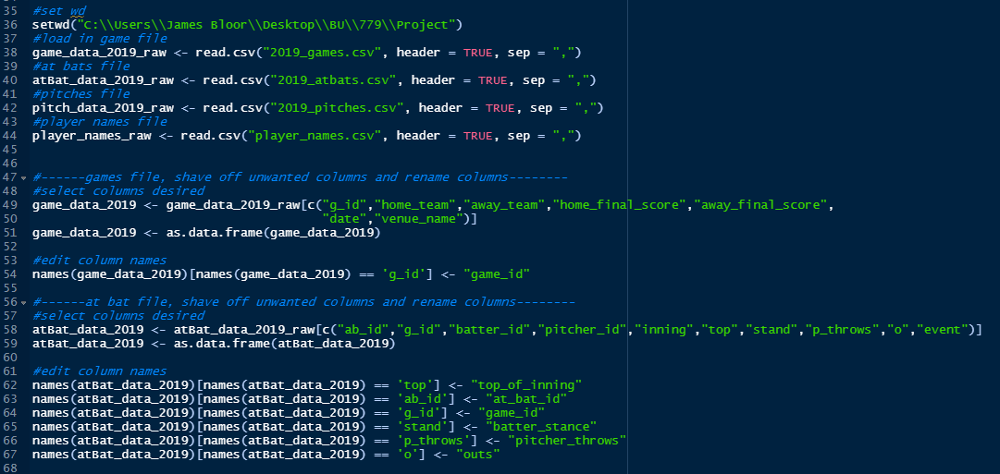 35 #set wd
36 setwd("C:\\Users\\James Bloor\\Desktop\\BU\\779\\Project")
37 #load in game file
38 game_data_2019_raw <- read.csv("2019_games.csv", header = TRUE, sep = ",")
39 #at bats file
40 atBat_data_2019_raw <- read.csv("2019_atbats.csv", header = TRUE, sep = ",")
41 #pitches file
42 pitch_data_2019_raw <- read.csv("2019_pitches.csv", header = TRUE, sep = ",")
43 #player names file
44 player_names_raw <- read.csv("player_names.csv", header = TRUE, sep = ",")
45
46
47 #------games file, shave off unwanted columns and rename columns--------
48 #select columns desired
49 game_data_2019 <- game_data_2019_raw[c("g_id","home_team","away_team","home_final_score","away_final_score",
50 "date","venue_name")]
51 game_data_2019 <- as.data.frame(game_data_2019)
52
53 #edit column names
54 names(game_data_2019)[names(game_data_2019) == 'g_id'] <- "game_id"
55
56 #------at bat file, shave off unwanted columns and rename columns--------
57 #select columns desired
58 atBat_data_2019 <- atBat_data_2019_raw[c("ab_id","g_id","batter_id","pitcher_id","inning","top","stand","p_throws","o","event")]
59 atBat_data_2019 <- as.data.frame(atBat_data_2019)
60
61 #edit column names
62 names(atBat_data_2019)[names(atBat_data_2019) == 'top'] <- "top_of_inning"
63 names(atBat_data_2019)[names(atBat_data_2019) == 'ab_id'] <- "at_bat_id"
64 names(atBat_data_2019)[names(atBat_data_2019) == 'g_id'] <- "game_id"
65 names(atBat_data_2019)[names(atBat_data_2019) == 'stand'] <- "batter_stance"
66 names(atBat_data_2019)[names(atBat_data_2019) == 'p_throws'] <- "pitcher_throws"
67 names(atBat_data_2019)[names(atBat_data_2019) == 'o'] <- "outs"
68